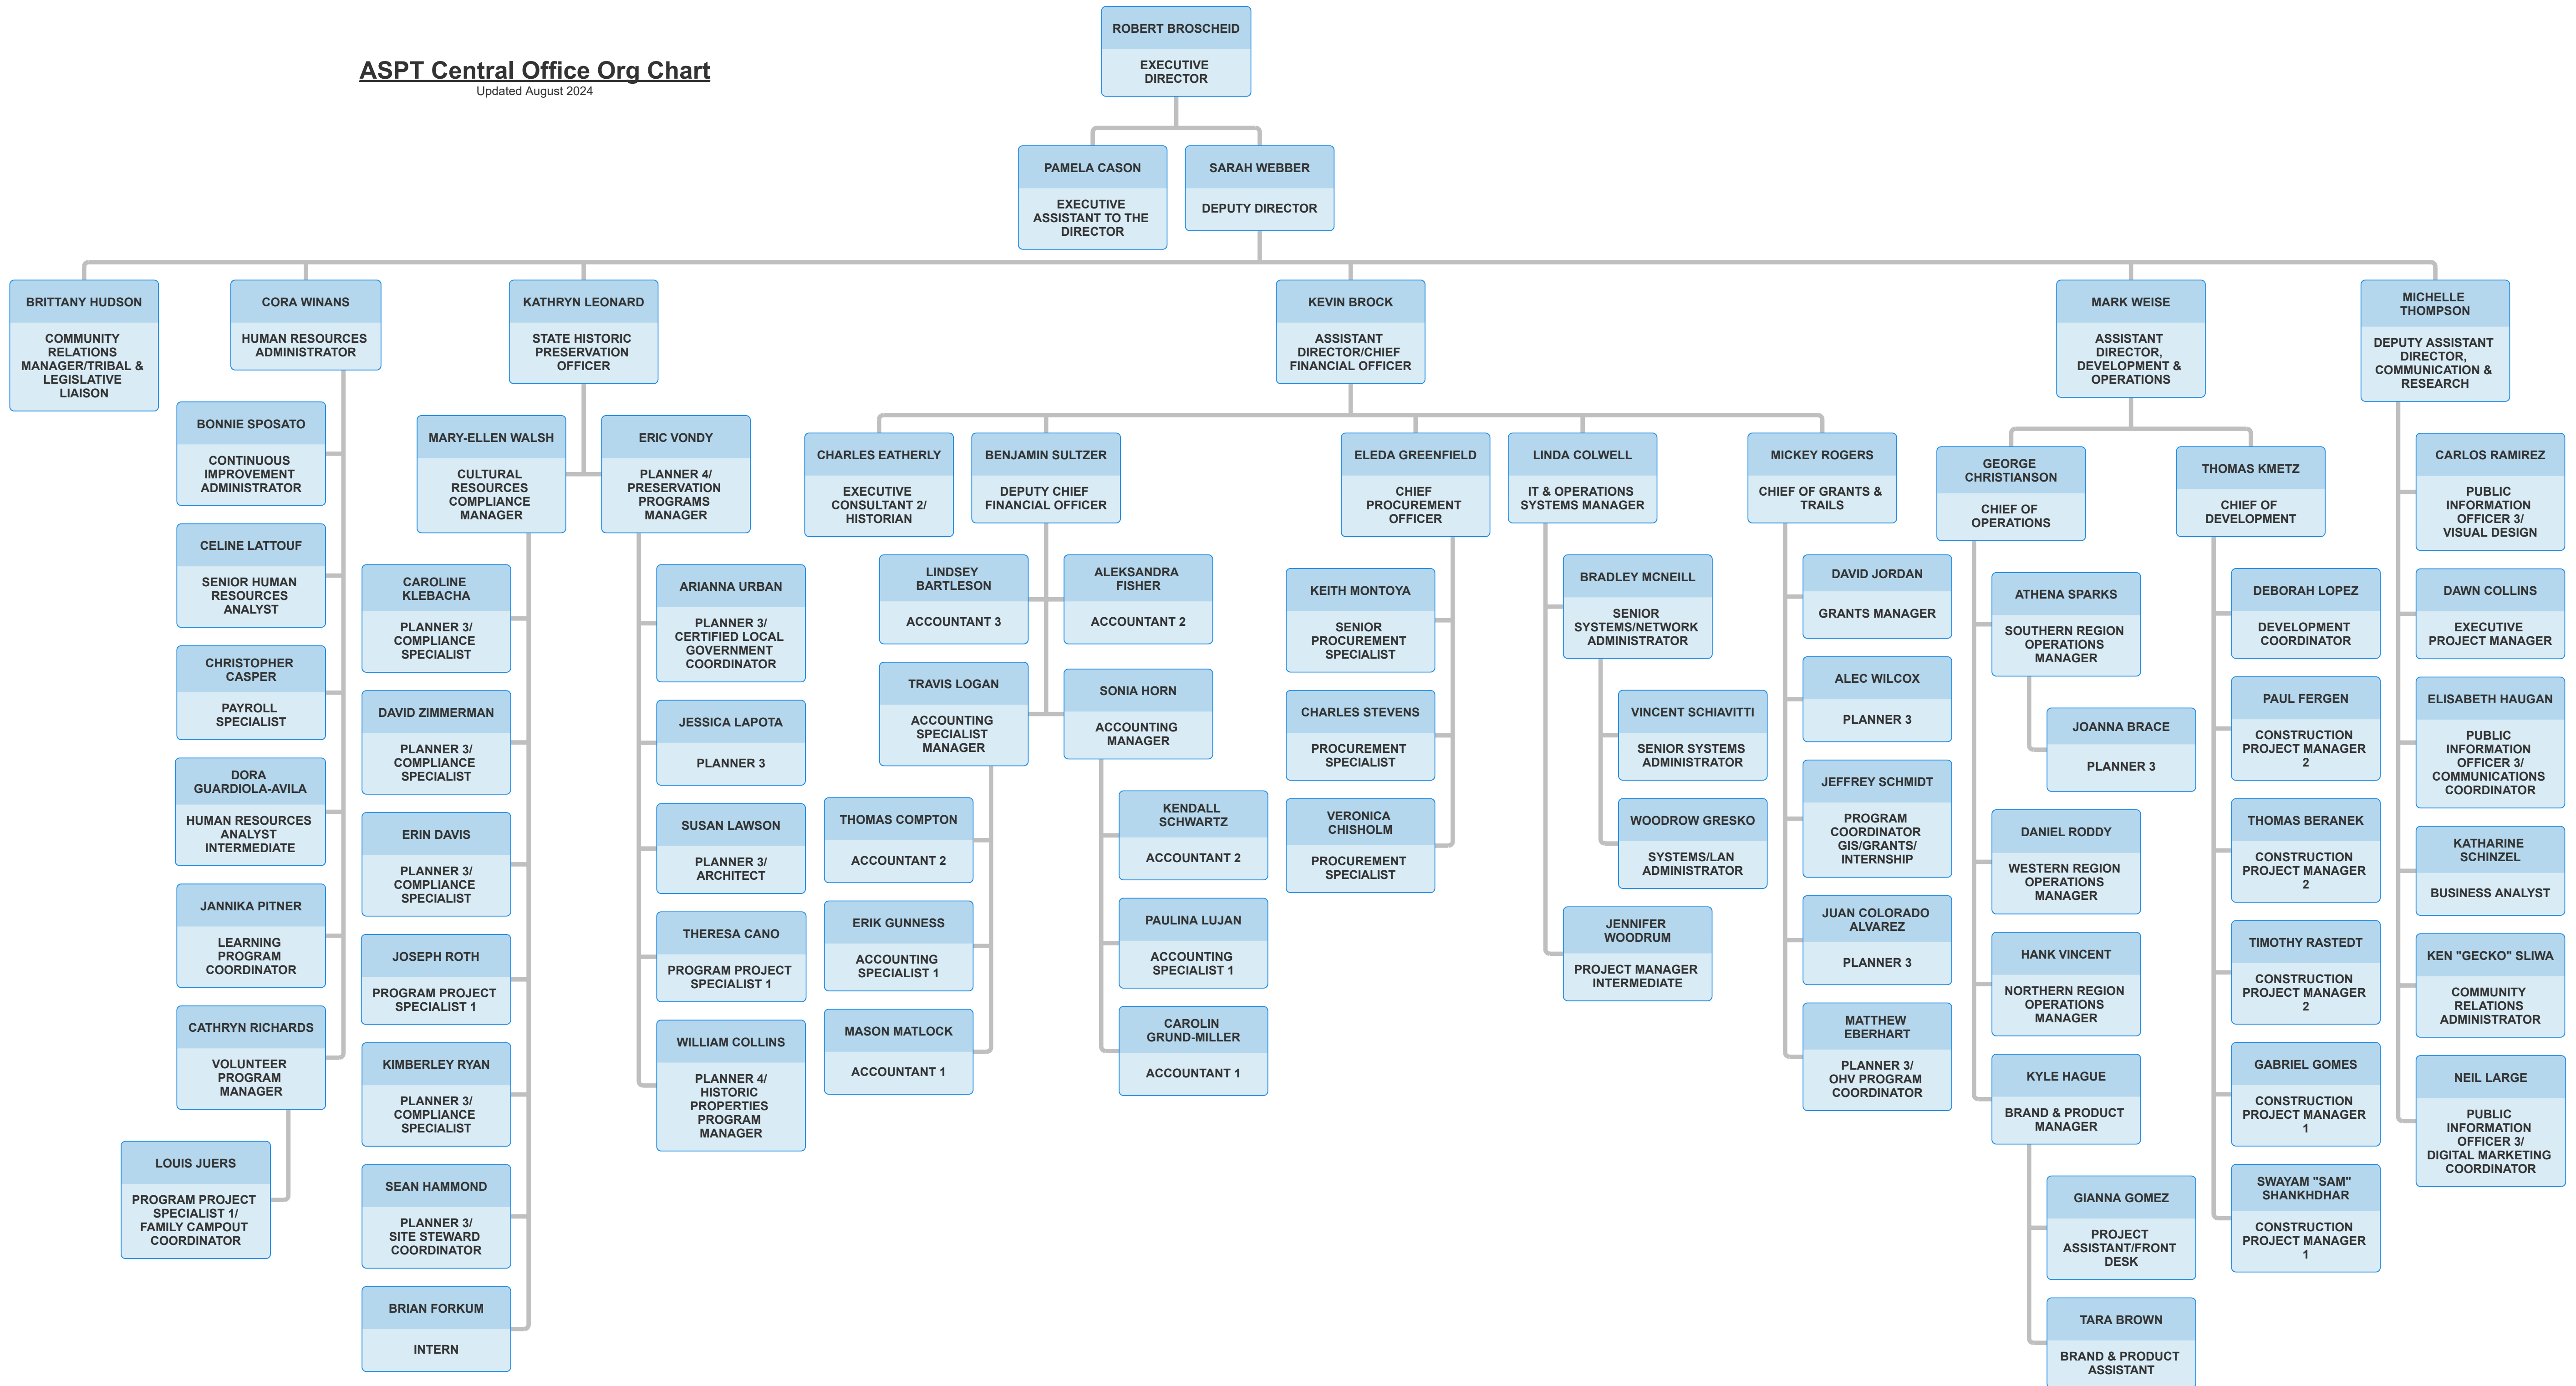 ASPT Central Office Org Chart
Updated August 2024
ROBERT BROSCHEID
EXECUTIVE
DIRECTOR
PAMELA CASON
EXECUTIVE
ASSISTANT TO THE
DIRECTOR
SARAH WEBBER
DEPUTY DIRECTOR
BRITTANY HUDSON
COMMUNITY
RELATIONS
MANAGER/TRIBAL &
LEGISLATIVE
LIAISON
CORA WINANS
HUMAN RESOURCES
ADMINISTRATOR
BONNIE SPOSATO
CONTINUOUS
IMPROVEMENT
ADMINISTRATOR
CELINE LATTOUF
SENIOR HUMAN
RESOURCES
ANALYST
CHRISTOPHER
CASPER
PAYROLL
SPECIALIST
DORA
GUARDIOLA-AVILA
HUMAN RESOURCES
ANALYST
INTERMEDIATE
JANNIKA PITNER
LEARNING
PROGRAM
COORDINATOR
CATHRYN RICHARDS
VOLUNTEER
PROGRAM
MANAGER
LOUIS JUERS
PROGRAM PROJECT
SPECIALIST 1/
FAMILY CAMPOUT
COORDINATOR
KATHRYN LEONARD
STATE HISTORIC
PRESERVATION
OFFICER
MARY-ELLEN WALSH
CULTURAL
RESOURCES
COMPLIANCE
MANAGER
CAROLINE
KLEBACHA
PLANNER 3/
COMPLIANCE
SPECIALIST
DAVID ZIMMERMAN
PLANNER 3/
COMPLIANCE
SPECIALIST
ERIN DAVIS
PLANNER 3/
COMPLIANCE
SPECIALIST
JOSEPH ROTH
PROGRAM PROJECT
SPECIALIST 1
KIMBERLEY RYAN
PLANNER 3/
COMPLIANCE
SPECIALIST
SEAN HAMMOND
PLANNER 3/
SITE STEWARD
COORDINATOR
BRIAN FORKUM
INTERN
ERIC VONDY
PLANNER 4/
PRESERVATION
PROGRAMS
MANAGER
ARIANNA URBAN
PLANNER 3/
CERTIFIED LOCAL
GOVERNMENT
COORDINATOR
JESSICA LAPOTA
PLANNER 3
SUSAN LAWSON
PLANNER 3/
ARCHITECT
THERESA CANO
PROGRAM PROJECT
SPECIALIST 1
WILLIAM COLLINS
PLANNER 4/
HISTORIC
PROPERTIES
PROGRAM
MANAGER
KEVIN BROCK
ASSISTANT
DIRECTOR/CHIEF
FINANCIAL OFFICER
CHARLES EATHERLY
EXECUTIVE
CONSULTANT 2/
HISTORIAN
BENJAMIN SULTZER
DEPUTY CHIEF
FINANCIAL OFFICER
LINDSEY
BARTLESON
ACCOUNTANT 3
ALEKSANDRA
FISHER
ACCOUNTANT 2
TRAVIS LOGAN
ACCOUNTING
SPECIALIST
MANAGER
THOMAS COMPTON
ACCOUNTANT 2
ERIK GUNNESS
ACCOUNTING
SPECIALIST 1
MASON MATLOCK
ACCOUNTANT 1
SONIA HORN
ACCOUNTING
MANAGER
KENDALL
SCHWARTZ
ACCOUNTANT 2
PAULINA LUJAN
ACCOUNTING
SPECIALIST 1
CAROLIN
GRUND-MILLER
ACCOUNTANT 1
ELEDA GREENFIELD
CHIEF
PROCUREMENT
OFFICER
KEITH MONTOYA
SENIOR
PROCUREMENT
SPECIALIST
CHARLES STEVENS
PROCUREMENT
SPECIALIST
VERONICA
CHISHOLM
PROCUREMENT
SPECIALIST
LINDA COLWELL
IT & OPERATIONS
SYSTEMS MANAGER
BRADLEY MCNEILL
SENIOR
SYSTEMS/NETWORK
ADMINISTRATOR
VINCENT SCHIAVITTI
SENIOR SYSTEMS
ADMINISTRATOR
WOODROW GRESKO
SYSTEMS/LAN
ADMINISTRATOR
JENNIFER
WOODRUM
PROJECT MANAGER
INTERMEDIATE
MICKEY ROGERS
CHIEF OF GRANTS &
TRAILS
DAVID JORDAN
GRANTS MANAGER
ALEC WILCOX
PLANNER 3
JEFFREY SCHMIDT
PROGRAM
COORDINATOR
GIS/GRANTS/
INTERNSHIP
JUAN COLORADO
ALVAREZ
PLANNER 3
MATTHEW
EBERHART
PLANNER 3/
OHV PROGRAM
COORDINATOR
MARK WEISE
ASSISTANT
DIRECTOR,
DEVELOPMENT &
OPERATIONS
GEORGE
CHRISTIANSON
CHIEF OF
OPERATIONS
ATHENA SPARKS
SOUTHERN REGION
OPERATIONS
MANAGER
JOANNA BRACE
PLANNER 3
DANIEL RODDY
WESTERN REGION
OPERATIONS
MANAGER
HANK VINCENT
NORTHERN REGION
OPERATIONS
MANAGER
KYLE HAGUE
BRAND & PRODUCT
MANAGER
GIANNA GOMEZ
PROJECT
ASSISTANT/FRONT
DESK
TARA BROWN
BRAND & PRODUCT
ASSISTANT
THOMAS KMETZ
CHIEF OF
DEVELOPMENT
DEBORAH LOPEZ
DEVELOPMENT
COORDINATOR
PAUL FERGEN
CONSTRUCTION
PROJECT MANAGER
2
THOMAS BERANEK
CONSTRUCTION
PROJECT MANAGER
2
TIMOTHY RASTEDT
CONSTRUCTION
PROJECT MANAGER
2
GABRIEL GOMES
CONSTRUCTION
PROJECT MANAGER
1
SWAYAM "SAM"
SHANKHDHAR
CONSTRUCTION
PROJECT MANAGER
1
MICHELLE
THOMPSON
DEPUTY ASSISTANT
DIRECTOR,
COMMUNICATION &
RESEARCH
CARLOS RAMIREZ
PUBLIC
INFORMATION
OFFICER 3/
VISUAL DESIGN
DAWN COLLINS
EXECUTIVE
PROJECT MANAGER
ELISABETH HAUGAN
PUBLIC
INFORMATION
OFFICER 3/
COMMUNICATIONS
COORDINATOR
KATHARINE
SCHINZEL
BUSINESS ANALYST
KEN "GECKO" SLIWA
COMMUNITY
RELATIONS
ADMINISTRATOR
NEIL LARGE
PUBLIC
INFORMATION
OFFICER 3/
DIGITAL MARKETING
COORDINATOR